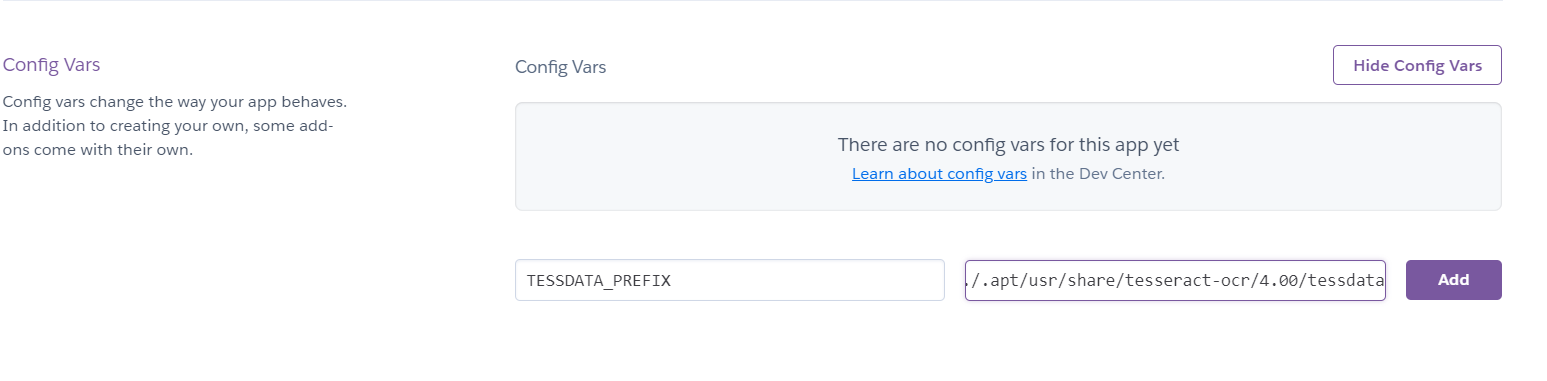 Config Vars
Config vars change the way your app behaves.
In addition to creating your own, some add-
ons come with their own.
Config Vars
Hide Config Vars
There are no config vars for this app yet
Learn about config vars in the Dev Center.
TESSDATA_PREFIX
./.apt/usr/share/tesseract-ocr/4.00/tessdata
Add